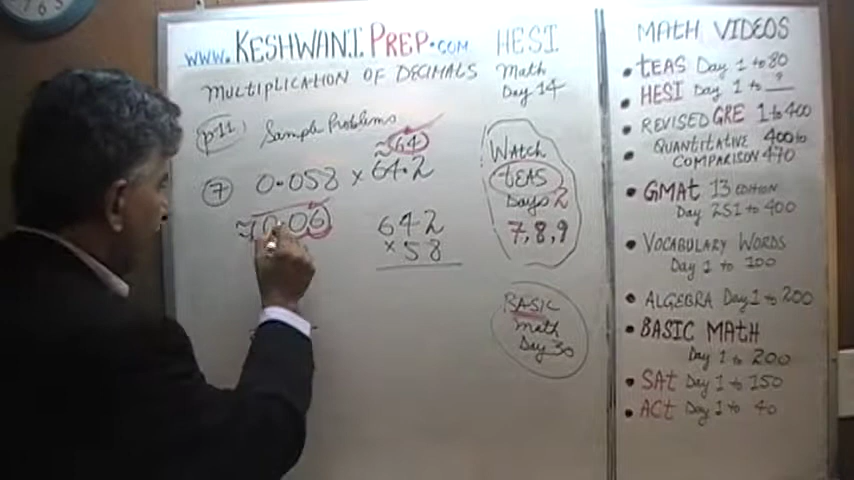 WWW.KESHWANIPREP.COM
HESI
Math
Day 14
MULTIPLICATION OF DECIMALS
p 11
Sample Problems
≈ 64
7 0.058 × 64.2
≈ 0.06
642
× 58
WATCH
TEAS
Days 2
7,8,9
BASIC
Math
Day 30
MATH VIDEOS
• TEAS Day 1 to 80
• HESI Day 1 to 9
• REVISED GRE 1 to 400
• QUANTITATIVE 400 to
COMPARISON 470
• GMAT 13 EDITION
Day 251 to 400
• VOCABULARY WORDS
Day 1 to 100
• ALGEBRA Day 1 to 200
• BASIC MATH
Day 1 to 200
• SAT Day 1 to 150
• ACT Day 1 to 40